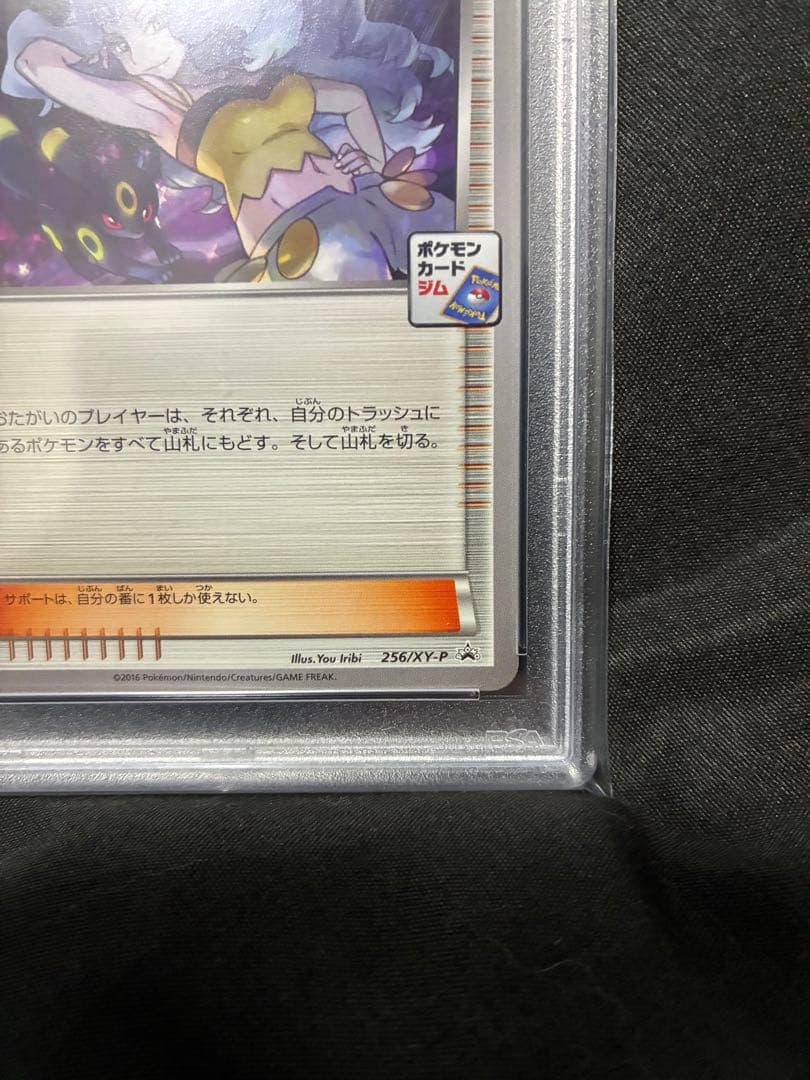 ポケモン
カード
ジム
Pokémon
Pokémon
おたがいのプレイヤーは、それぞれ、自分のトラッシュに
あるポケモンをすべて山札にもどす。そして山札を切る。
サポートは、自分の番に1枚しか使えない。
Illus. You Iribi 256/XY-P
©2016 Pokémon/Nintendo/Creatures/GAME FREAK.
PSA